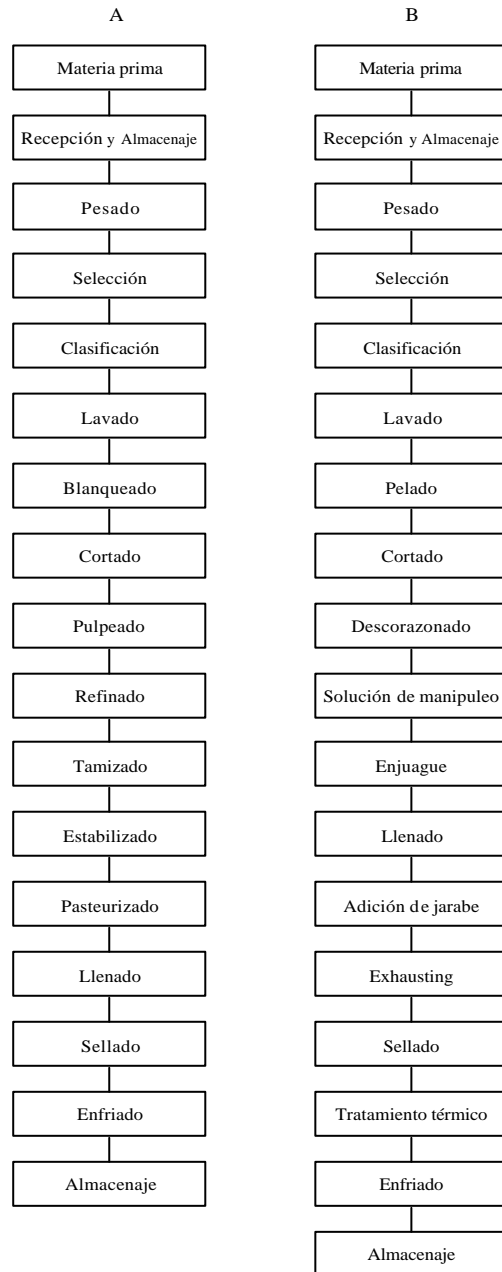 A
Materia prima
Recepción y Almacenaje
Pesado
Selección
Clasificación
Lavado
Blanqueado
Cortado
Pulpeado
Refinado
Tamizado
Estabilizado
Pasteurizado
Llenado
Sellado
Enfriado
Almacenaje
B
Materia prima
Recepción y Almacenaje
Pesado
Selección
Clasificación
Lavado
Pelado
Cortado
Descorazonado
Solución de manipuleo
Enjuague
Llenado
Adición de jarabe
Exhausting
Sellado
Tratamiento térmico
Enfriado
Almacenaje